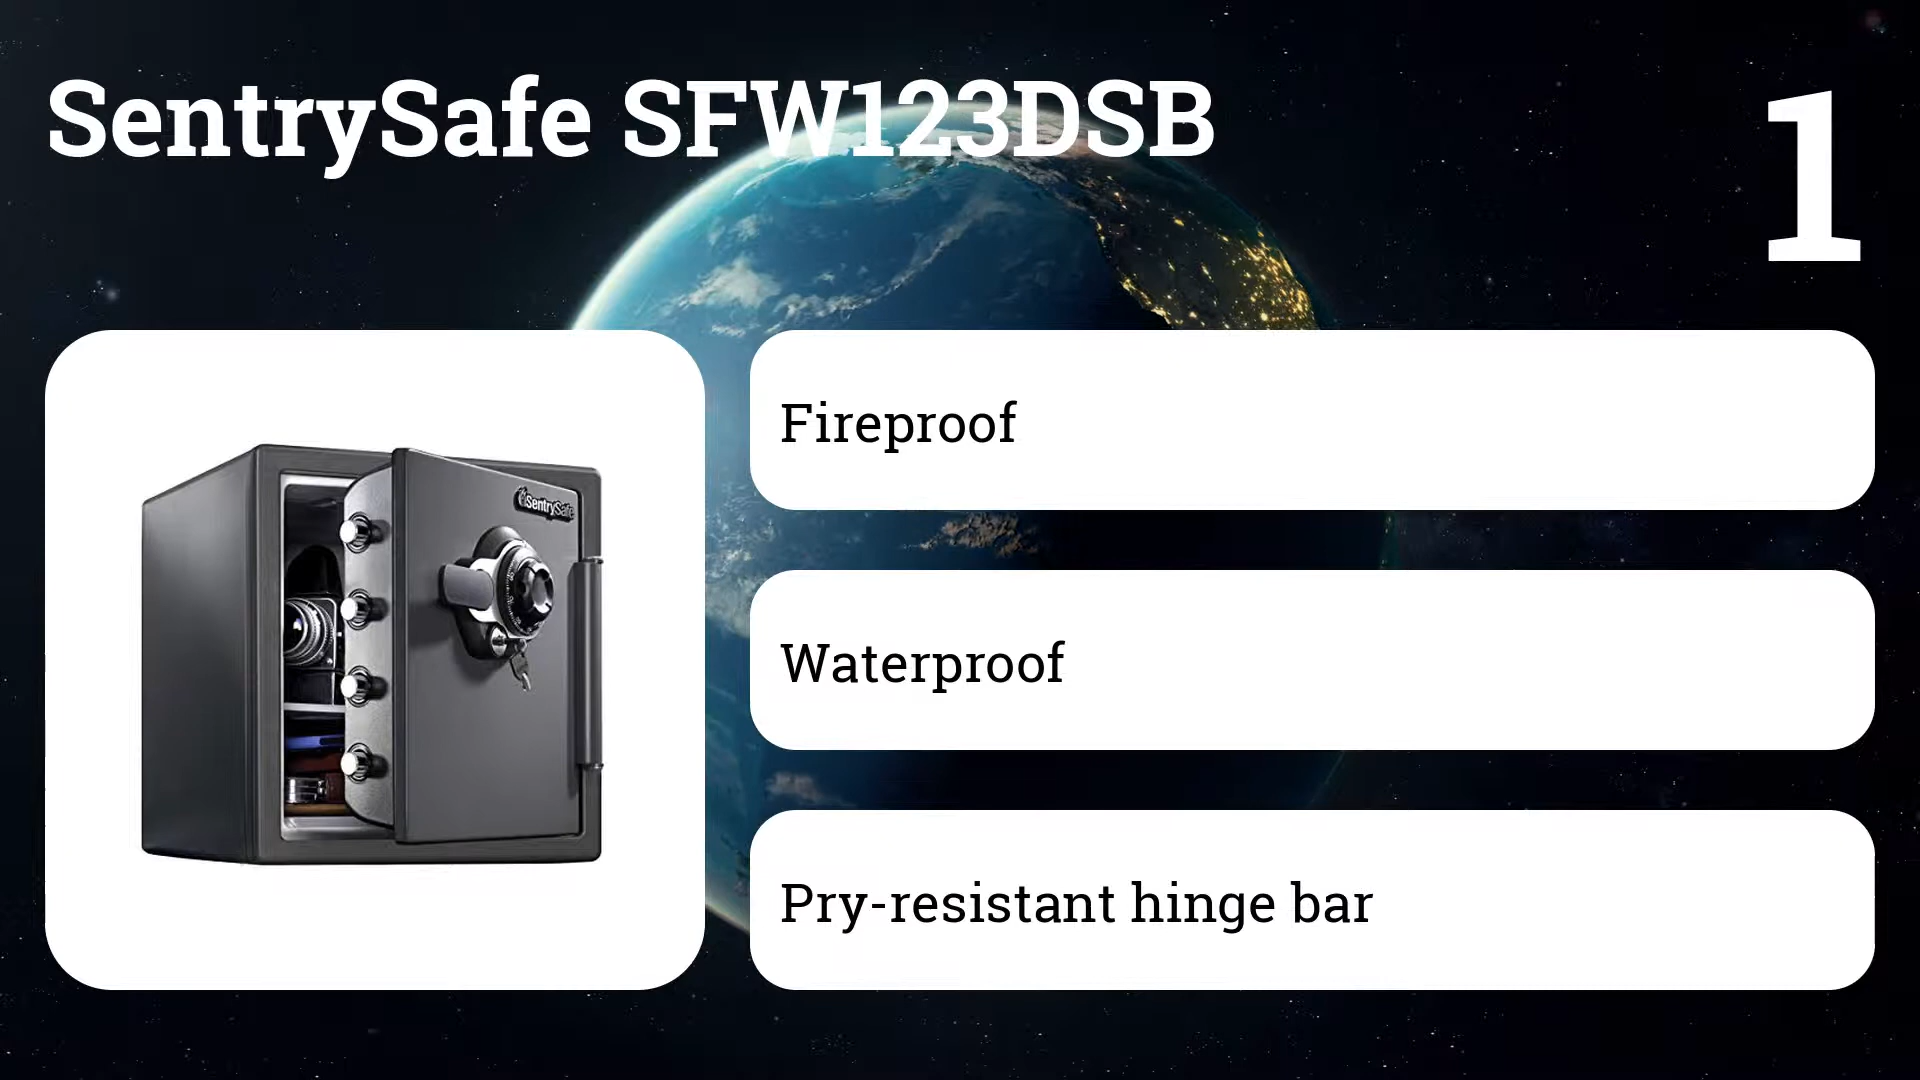 SentrySafe SFW123DSB
1
SentrySafe
Fireproof
Waterproof
Pry-resistant hinge bar